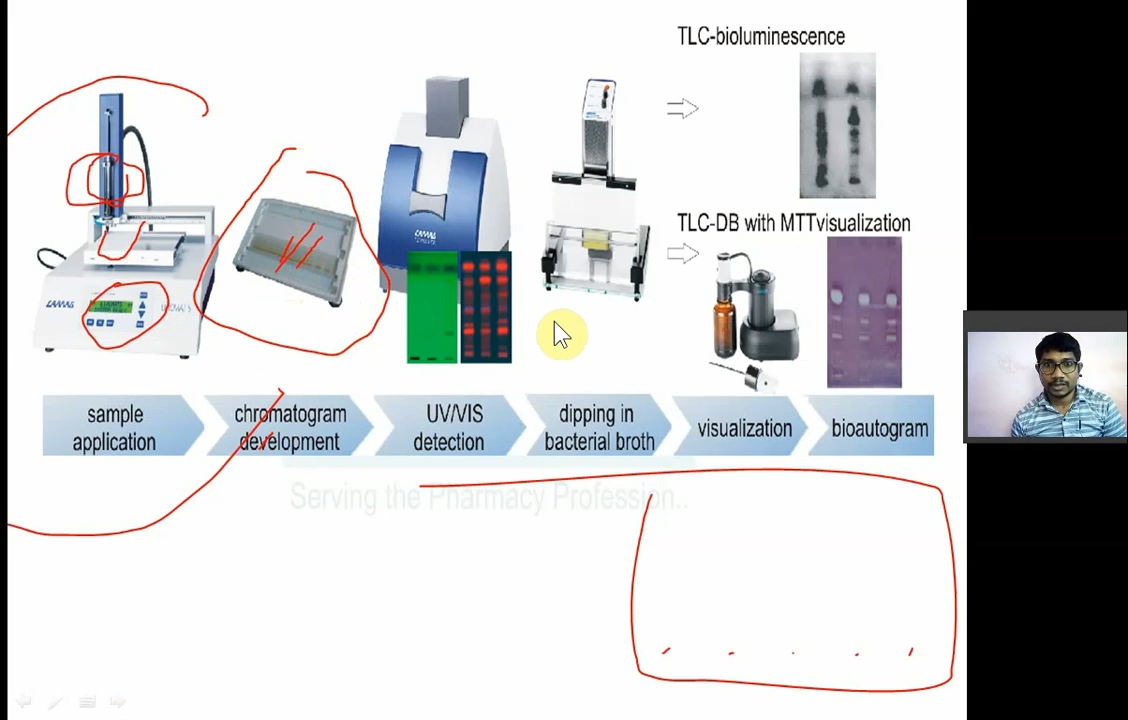 TLC-bioluminescence
TLC-DB with MTTvisualization
CAMAG
CAMAG
sample
application
chromatogram
development
UV/VIS
detection
dipping in
bacterial broth
visualization
bioautogram
Serving the Pharmacy Profession..